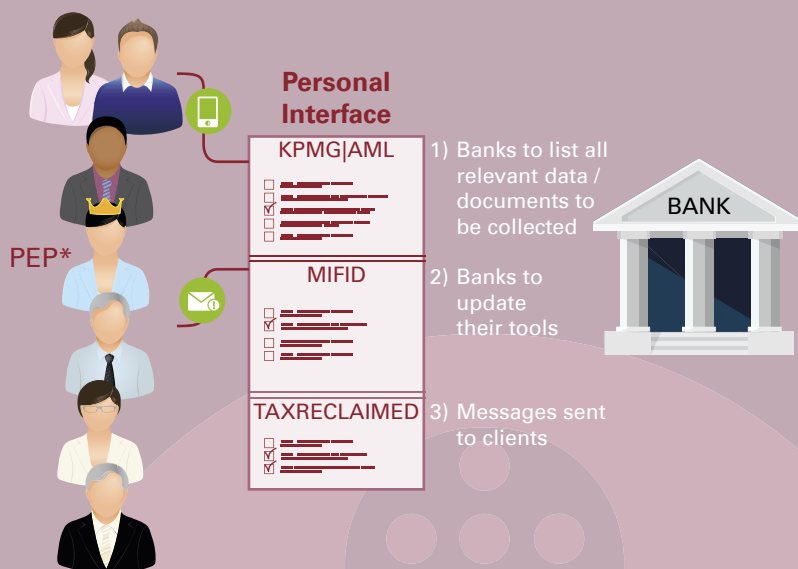 Personal
Interface
KPMG|AML
1) Banks to list all
relevant data /
documents to
be collected
BANK
PEP*
MIFID
2) Banks to
update
their tools
TAXRECLAIMED
3) Messages sent
to clients